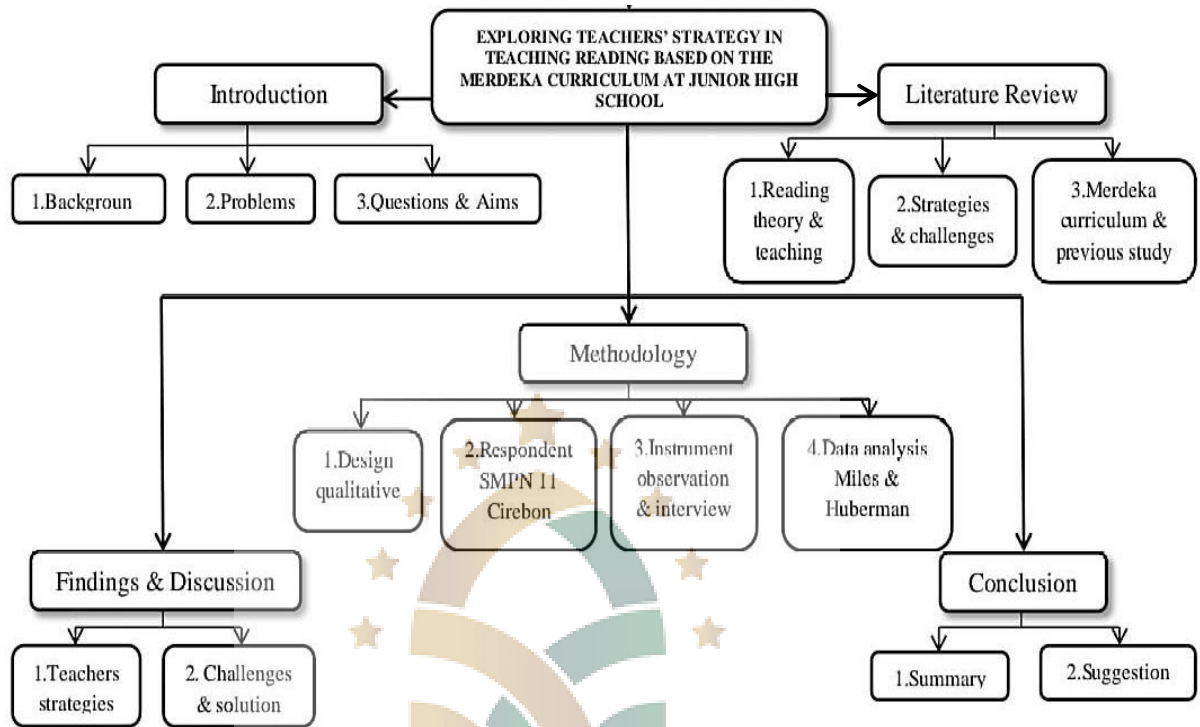 EXPLORING TEACHERS' STRATEGY IN
TEACHING READING BASED ON THE
MERDEKA CURRICULUM AT JUNIOR HIGH
SCHOOL
Introduction
1.Backgroun
2.Problems
3.Questions & Aims
Literature Review
1.Reading
theory &
teaching
2.Strategies
& challenges
3.Merdeka
curriculum &
previous study
Methodology
1.Design
qualitative
2.Respondent
SMPN 11
Cirebon
3.Instrument
observation
& interview
4.Data analysis
Miles &
Huberman
Findings & Discussion
1.Teachers
strategies
2. Challenges
& solution
Conclusion
1.Summary
2.Suggestion